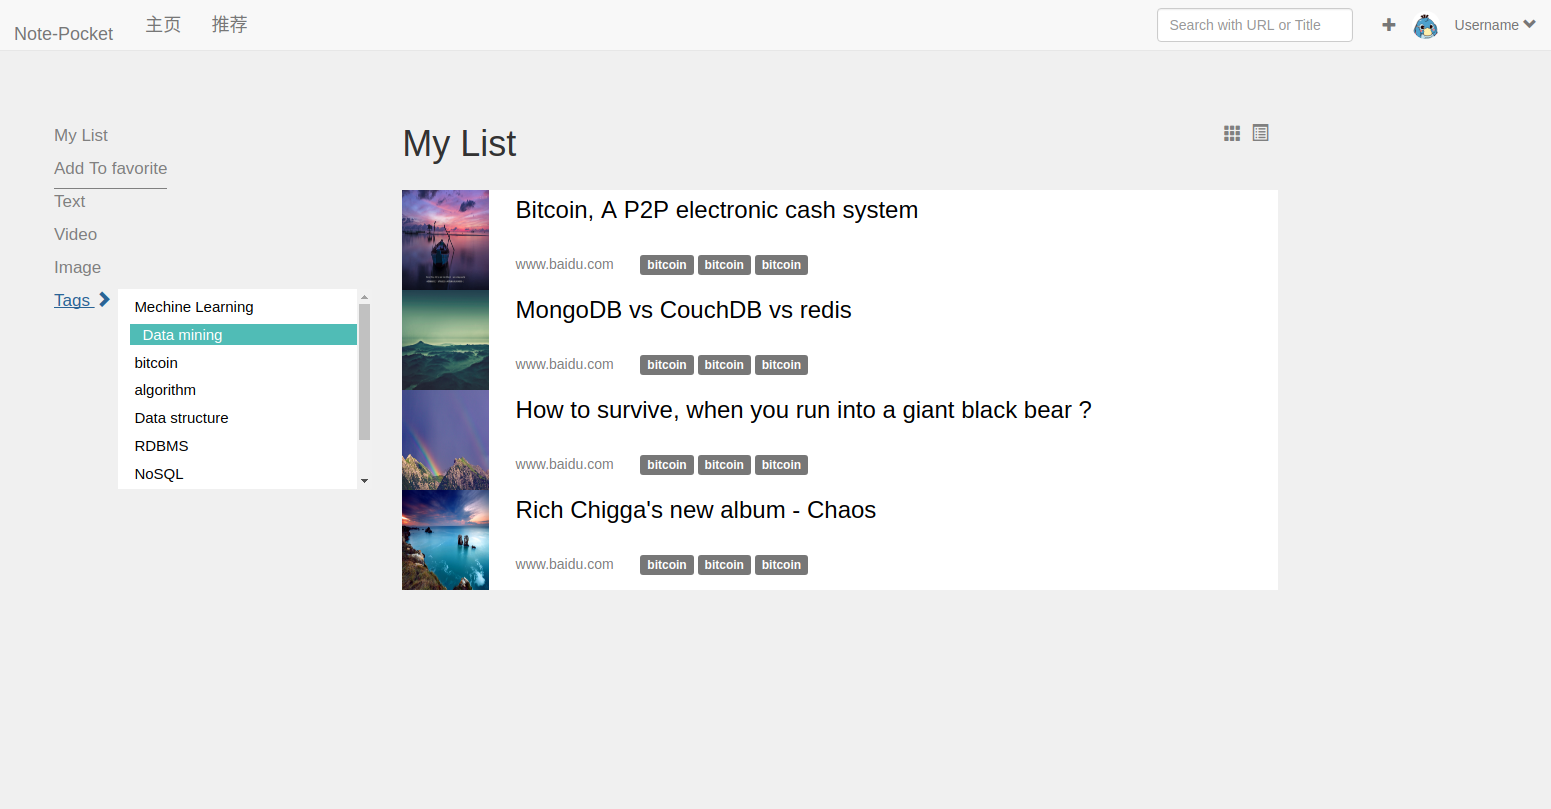 Note-Pocket 主页 推荐 Search with URL or Title Username
My List
Add To favorite
Text
Video
Image
Tags
Mechine Learning
Data mining
bitcoin
algorithm
Data structure
RDBMS
NoSQL
My List
Bitcoin, A P2P electronic cash system
www.baidu.com bitcoin bitcoin bitcoin
MongoDB vs CouchDB vs redis
www.baidu.com bitcoin bitcoin bitcoin
How to survive, when you run into a giant black bear ?
www.baidu.com bitcoin bitcoin bitcoin
Rich Chigga's new album - Chaos
www.baidu.com bitcoin bitcoin bitcoin